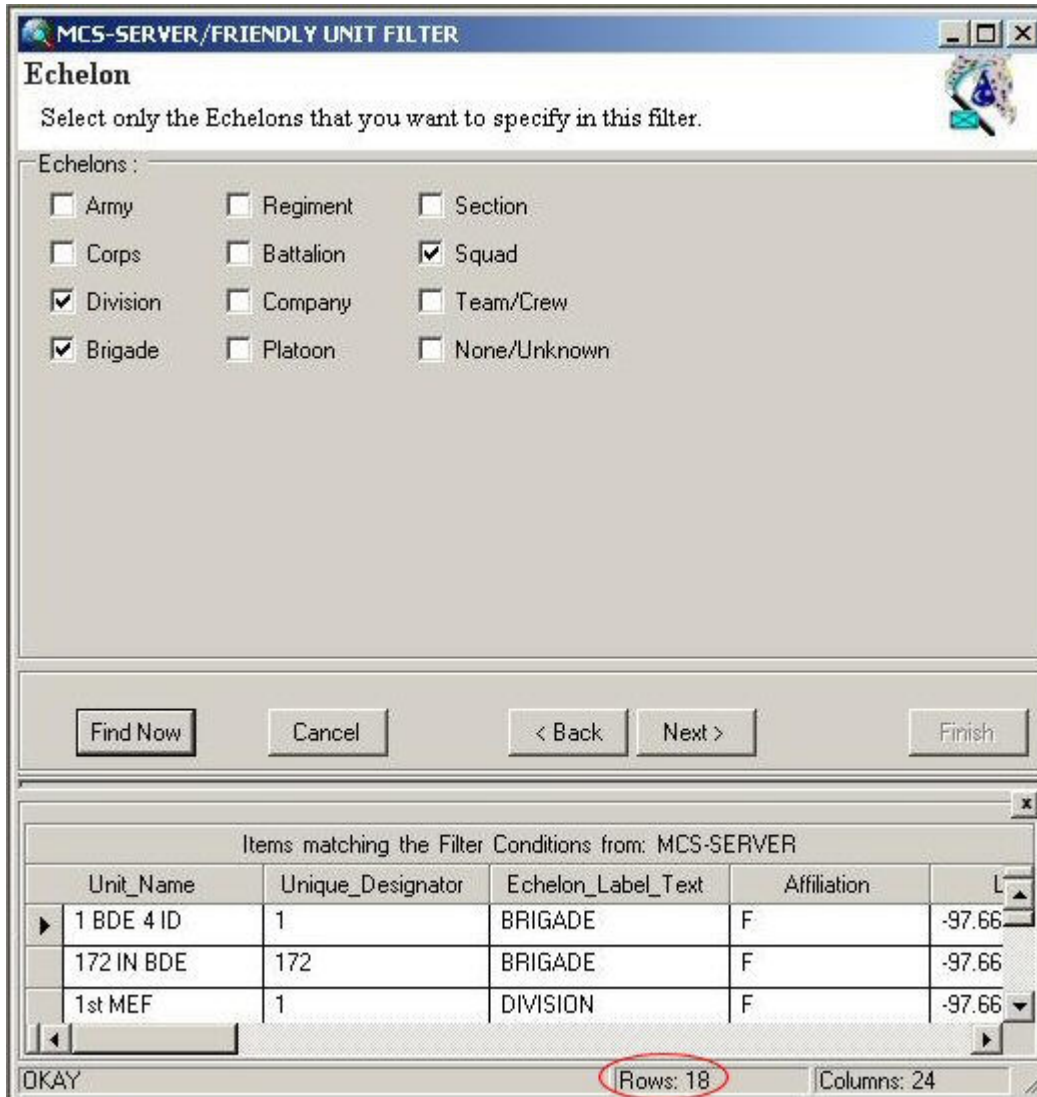 MCS-SERVER/FRIENDLY UNIT FILTER
Echelon
Select only the Echelons that you want to specify in this filter.
Echelons :
Army Regiment Section
Corps Battalion Squad
Division Company Team/Crew
Brigade Platoon None/Unknown
Find Now Cancel < Back Next > Finish
x
Items matching the Filter Conditions from: MCS-SERVER
Unit_Name Unique_Designator Echelon_Label_Text Affiliation L
1 BDE 4 ID 1 BRIGADE F -97.66
172 IN BDE 172 BRIGADE F -97.66
1st MEF 1 DIVISION F -97.66
OKAY Rows: 18 Columns: 24